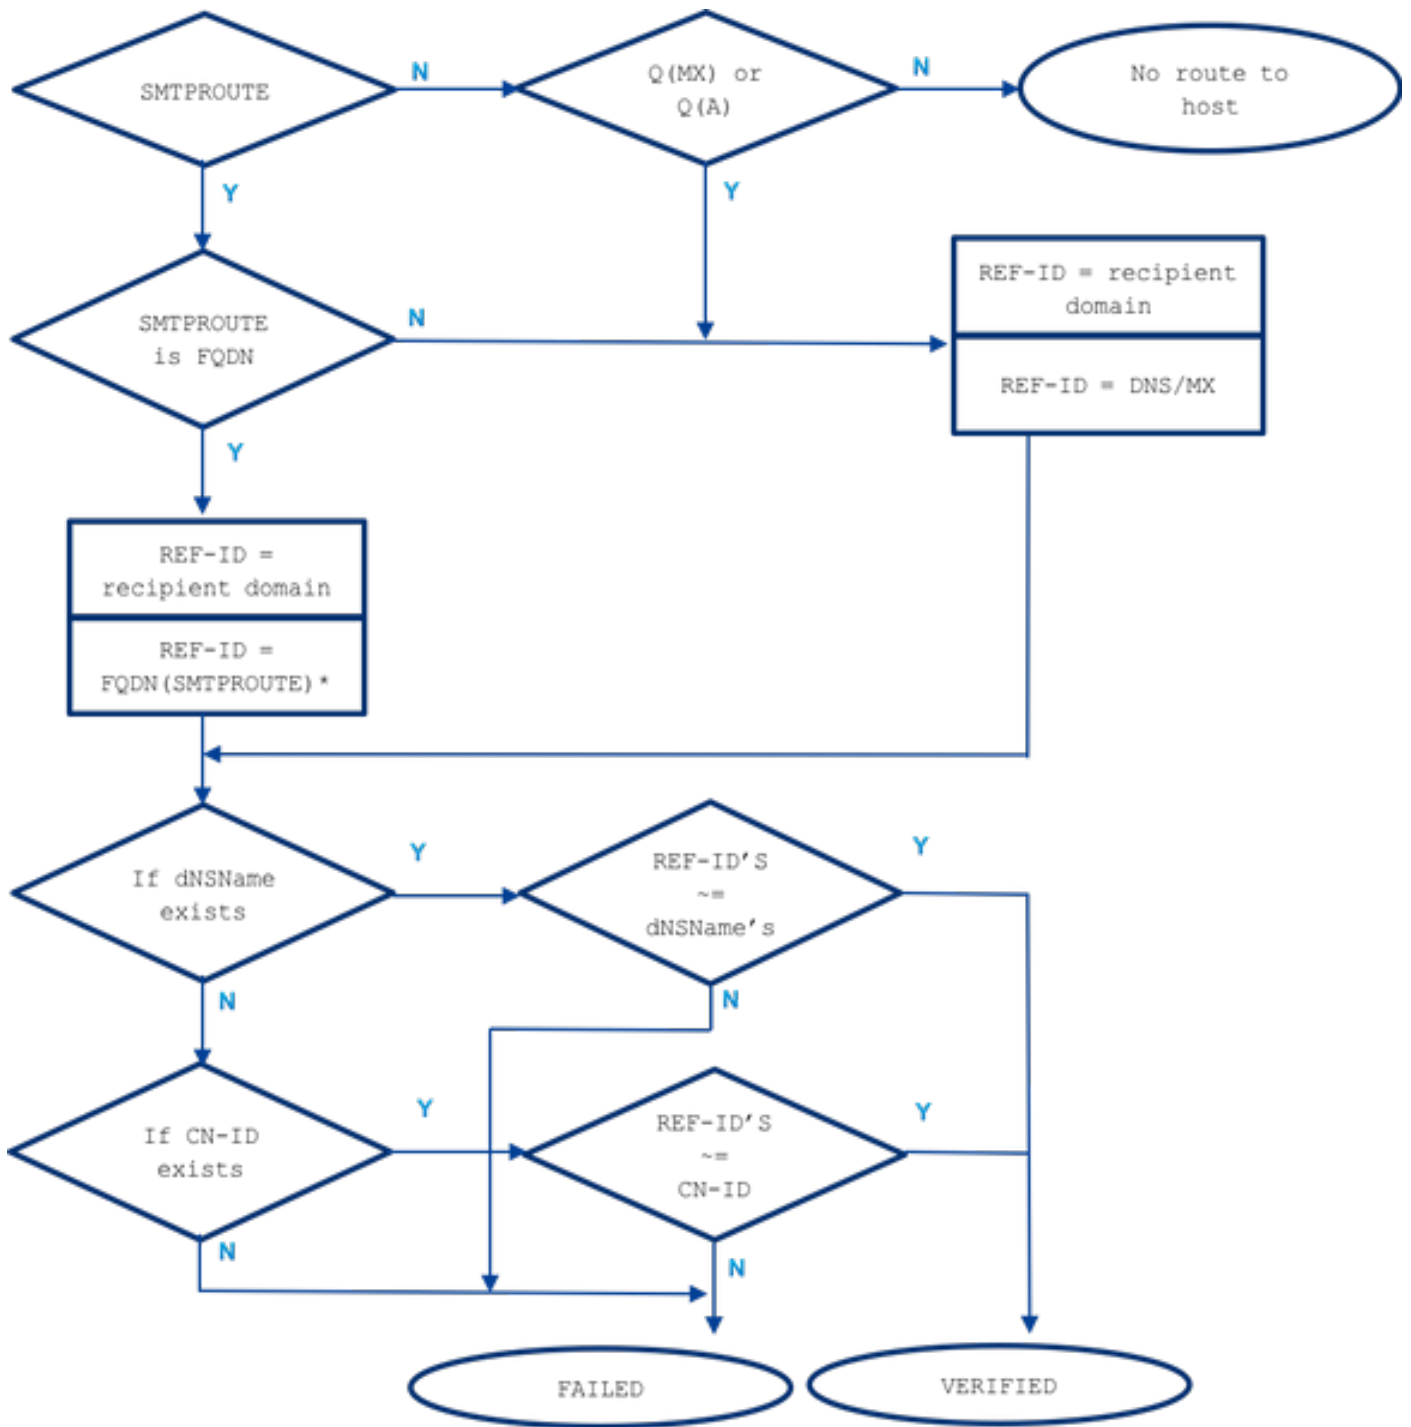 SMTPROUTE
N
Q(MX) or
Q(A)
N
No route to
host
Y
Y
SMTPROUTE
is FQDN
N
REF-ID = recipient
domain
REF-ID = DNS/MX
Y
REF-ID =
recipient domain
REF-ID =
FQDN(SMTPROUTE)*
If dNSName
exists
Y
REF-ID’S
~=
dNSName’s
Y
N
N
If CN-ID
exists
Y
REF-ID’S
~=
CN-ID
Y
N
N
FAILED
VERIFIED